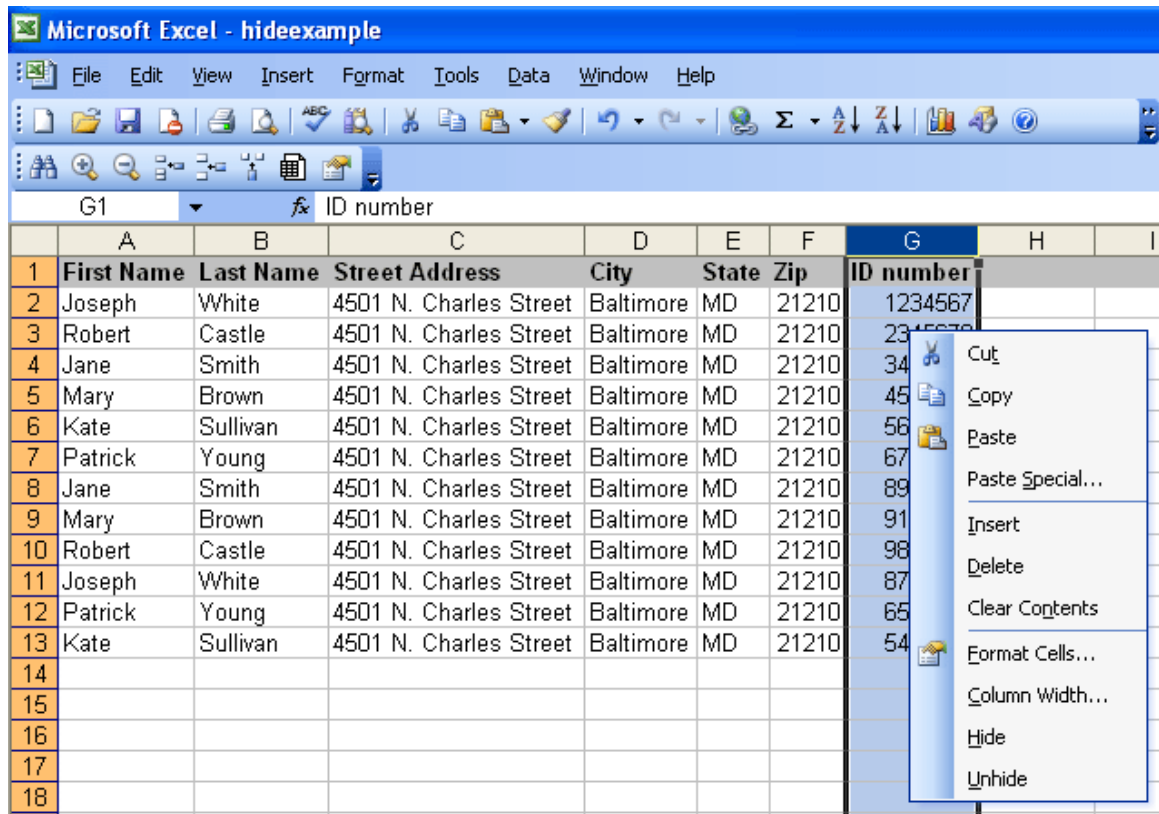 Microsoft Excel - hideexample
File Edit View Insert Format Tools Data Window Help
ABC Σ A Z Z A
G1 fx ID number
A B C D E F G H I
1 First Name Last Name Street Address City State Zip ID number
2 Joseph White 4501 N. Charles Street Baltimore MD 21210 1234567
3 Robert Castle 4501 N. Charles Street Baltimore MD 21210
4 Jane Smith 4501 N. Charles Street Baltimore MD 21210 34
5 Mary Brown 4501 N. Charles Street Baltimore MD 21210 45
6 Kate Sullivan 4501 N. Charles Street Baltimore MD 21210 56
7 Patrick Young 4501 N. Charles Street Baltimore MD 21210 67
8 Jane Smith 4501 N. Charles Street Baltimore MD 21210 89
9 Mary Brown 4501 N. Charles Street Baltimore MD 21210 91
10 Robert Castle 4501 N. Charles Street Baltimore MD 21210 98
11 Joseph White 4501 N. Charles Street Baltimore MD 21210 87
12 Patrick Young 4501 N. Charles Street Baltimore MD 21210 65
13 Kate Sullivan 4501 N. Charles Street Baltimore MD 21210 54
14
15
16
17
18
Cut
Copy
Paste
Paste Special...
Insert
Delete
Clear Contents
Format Cells...
Column Width...
Hide
Unhide